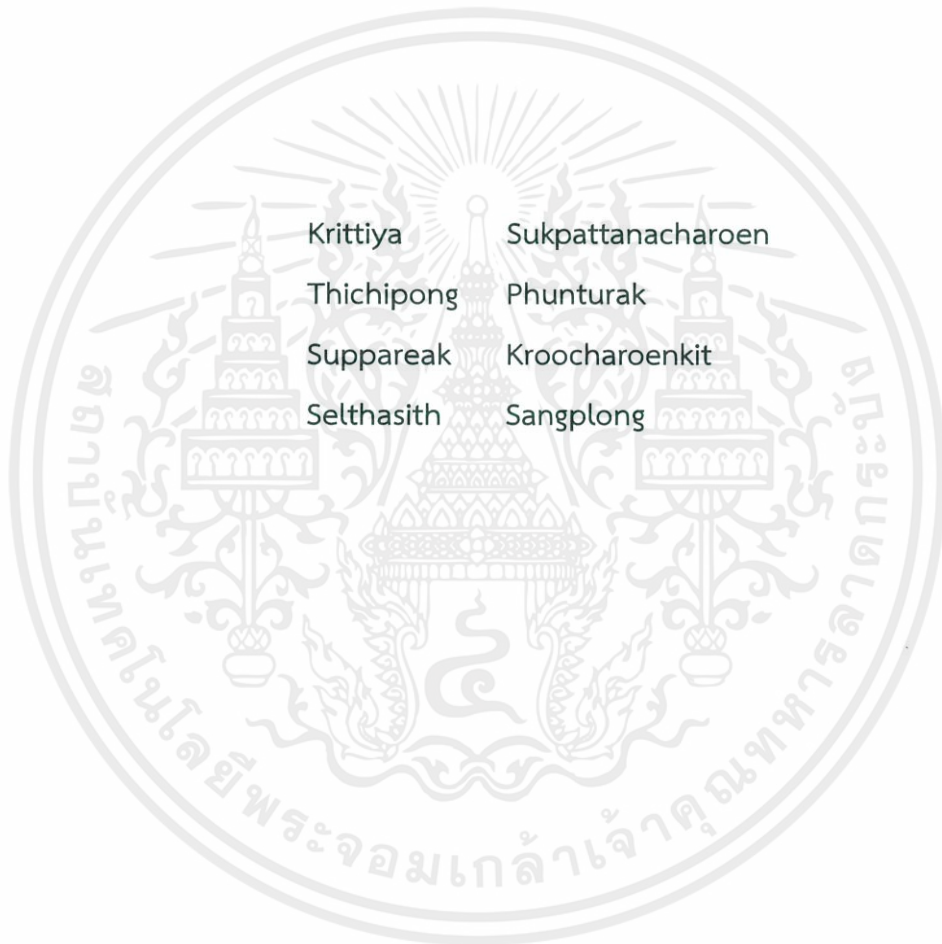 Krittiya Sukpattanacharoen
Thichipong Phunturak
Suppareak Kroocharoenkit
Selthasith Sangplong
สถาบันเทคโนโลยีพระจอมเกล้าเจ้าคุณทหารลาดกระบัง
๔